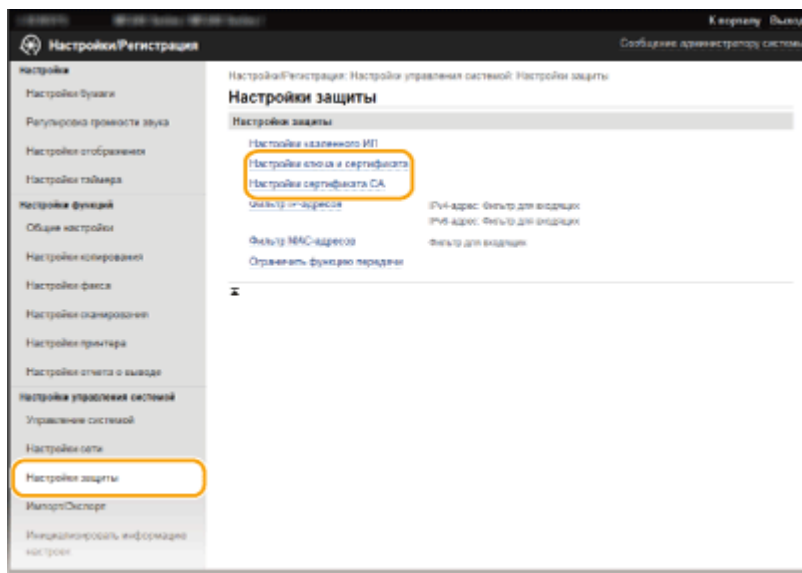 К порталу Выход
Настройки/Регистрация
Сообщение администратору системы
Настройки
Настройки бумаги
Регулировка громкости звука
Настройки отображения
Настройки таймера
Настройки функций
Общие настройки
Настройки копирования
Настройки факса
Настройки сканирования
Настройки принтера
Настройки отчета о выводе
Настройки управления системой
Управление системой
Настройки сети
Настройки защиты
Импорт/Экспорт
Инициализировать информацию
настроек
Настройки/Регистрация: Настройки управления системой: Настройки защиты
Настройки защиты
Настройки защиты
Настройки удаленного ИП
Настройки ключа и сертификата
Настройки сертификата CA
Фильтр IP-адресов
IPv4-адрес: Фильтр для входящих
IPv6-адрес: Фильтр для входящих
Фильтр MAC-адресов
Фильтр для входящих
Ограничить функцию передачи